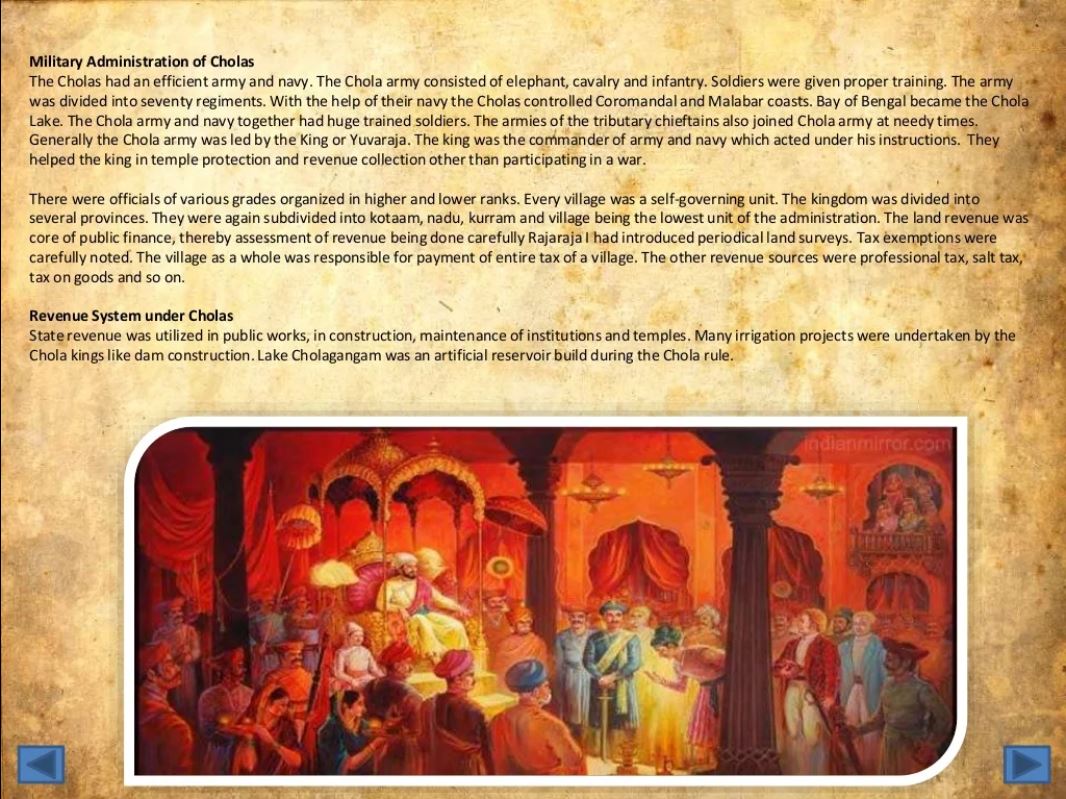 Military Administration of Cholas
The Cholas had an efficient army and navy. The Chola army consisted of elephant, cavalry and infantry. Soldiers were given proper training. The army
was divided into seventy regiments. With the help of their navy the Cholas controlled Coromandal and Malabar coasts. Bay of Bengal became the Chola
Lake. The Chola army and navy together had huge trained soldiers. The armies of the tributary chieftains also joined Chola army at needy times.
Generally the Chola army was led by the King or Yuvaraja. The king was the commander of army and navy which acted under his instructions. They
helped the king in temple protection and revenue collection other than participating in a war.
There were officials of various grades organized in higher and lower ranks. Every village was a self-governing unit. The kingdom was divided into
several provinces. They were again subdivided into kotaam, nadu, kurram and village being the lowest unit of the administration. The land revenue was
core of public finance, thereby assessment of revenue being done carefully Rajaraja I had introduced periodical land surveys. Tax exemptions were
carefully noted. The village as a whole was responsible for payment of entire tax of a village. The other revenue sources were professional tax, salt tax,
tax on goods and so on.
Revenue System under Cholas
State revenue was utilized in public works, in construction, maintenance of institutions and temples. Many irrigation projects were undertaken by the
Chola kings like dam construction. Lake Cholagangam was an artificial reservoir build during the Chola rule.
indianmirror.com